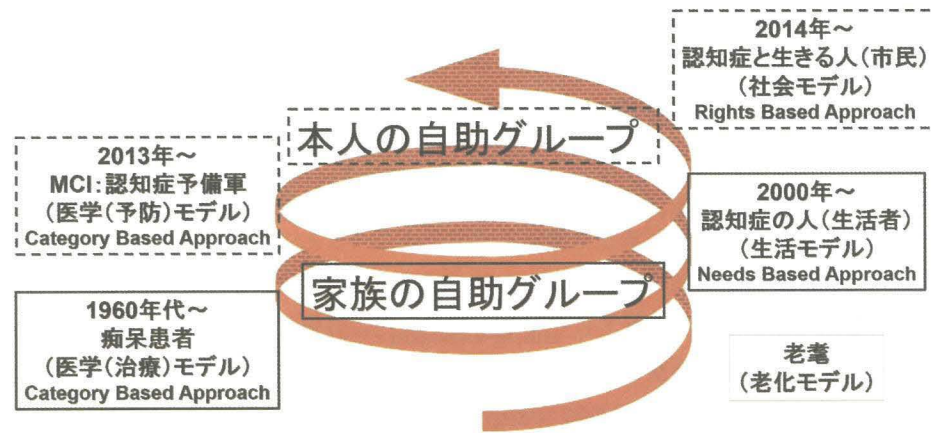 2014年～
認知症と生きる人(市民)
(社会モデル)
Rights Based Approach
本人の自助グループ
2013年～
MCI:認知症予備軍
(医学(予防)モデル)
Category Based Approach
2000年～
認知症の人(生活者)
(生活モデル)
Needs Based Approach
家族の自助グループ
1960年代～
痴呆患者
(医学(治療)モデル)
Category Based Approach
老耄
(老化モデル)